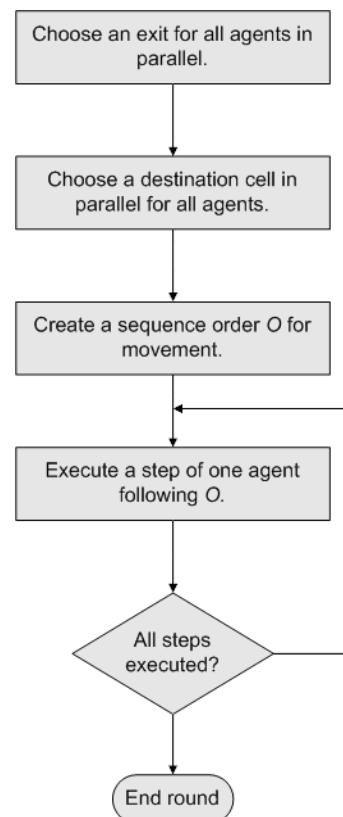 Choose an exit for all agents in
parallel.
Choose a destination cell in
parallel for all agents.
Create a sequence order O for
movement.
Execute a step of one agent
following O.
All steps
executed?
End round